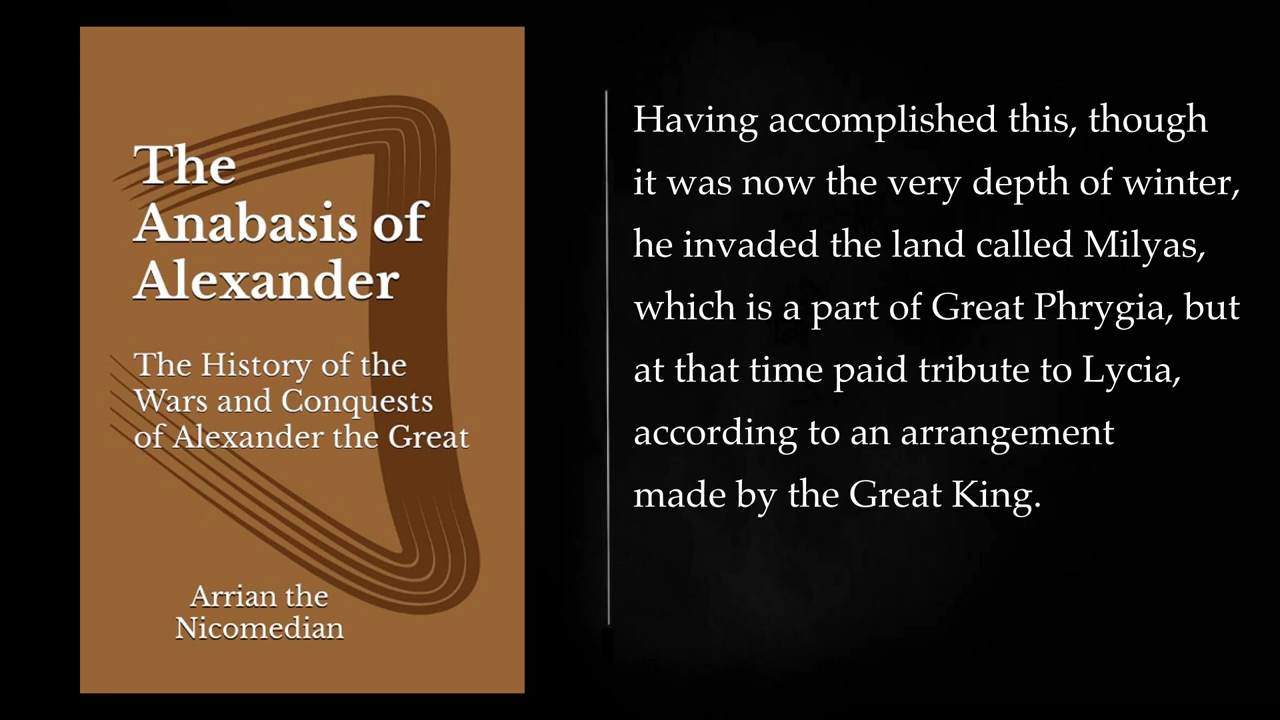 The
Anabasis of
Alexander
The History of the
Wars and Conquests
of Alexander the Great
Arrian the
Nicomedian
Having accomplished this, though
it was now the very depth of winter,
he invaded the land called Milyas,
which is a part of Great Phrygia, but
at that time paid tribute to Lycia,
according to an arrangement
made by the Great King.